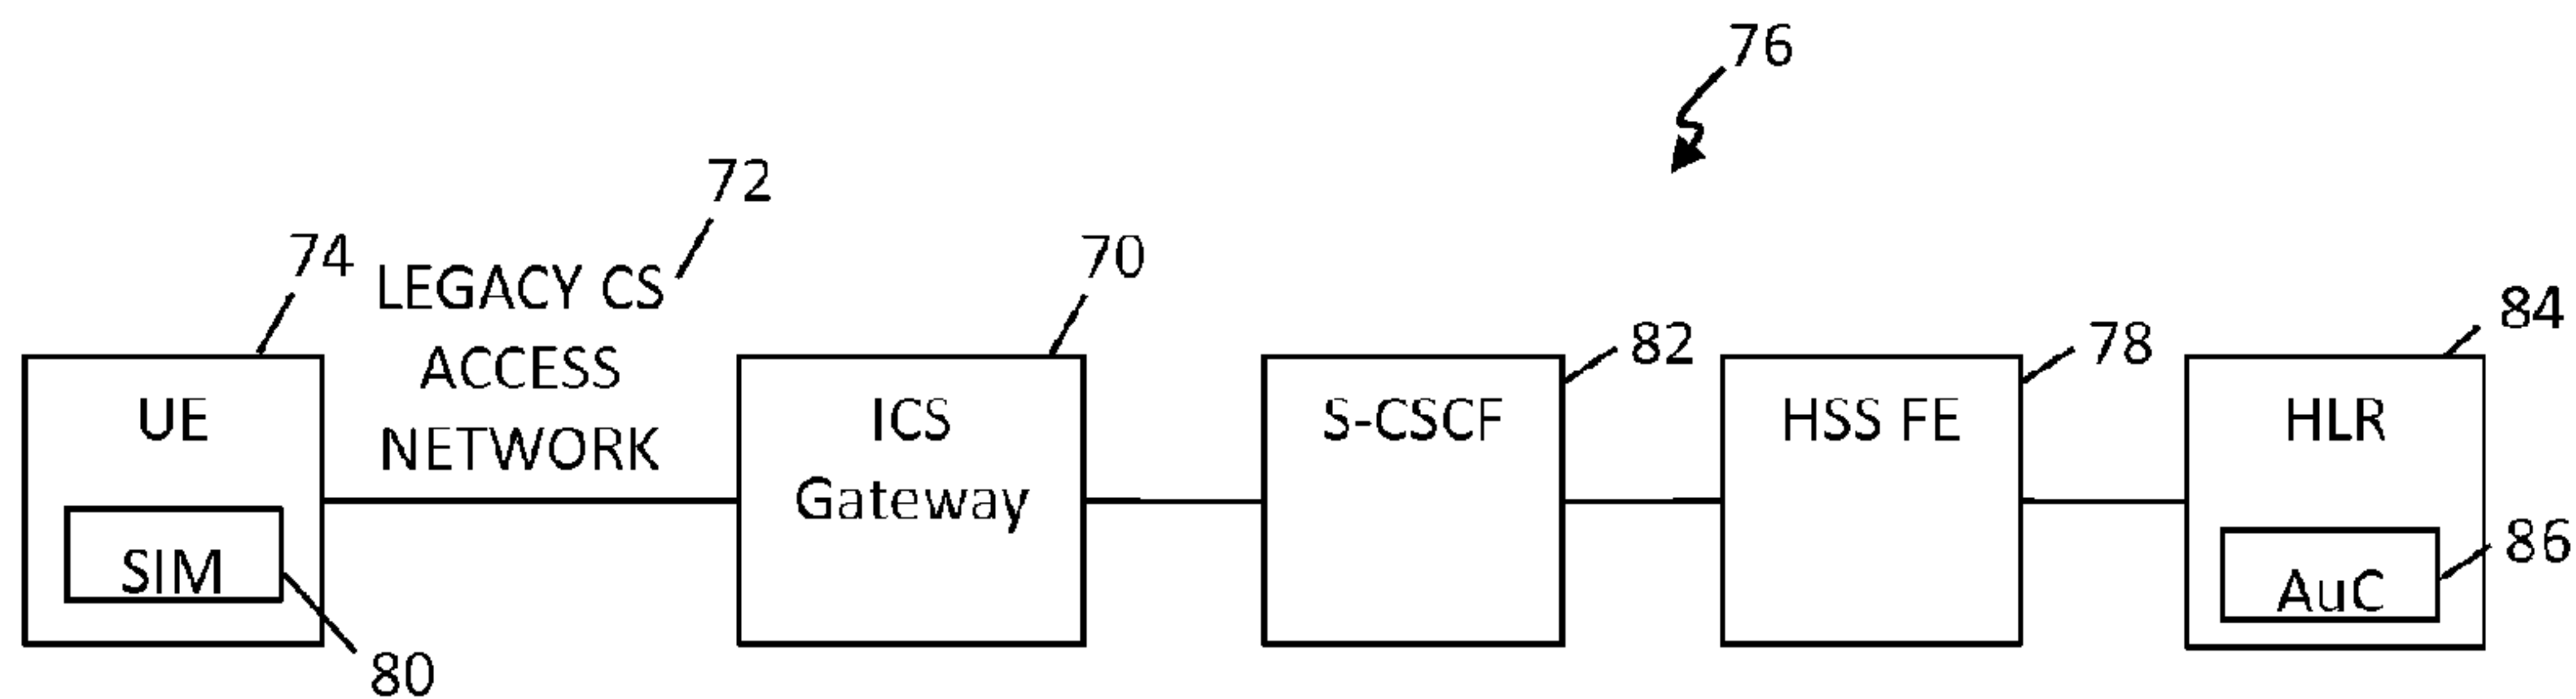 76
72
74
LEGACY CS
ACCESS
NETWORK
70
82
78
84
UE
SIM
80
ICS
Gateway
S-CSCF
HSS FE
HLR
AuC
86